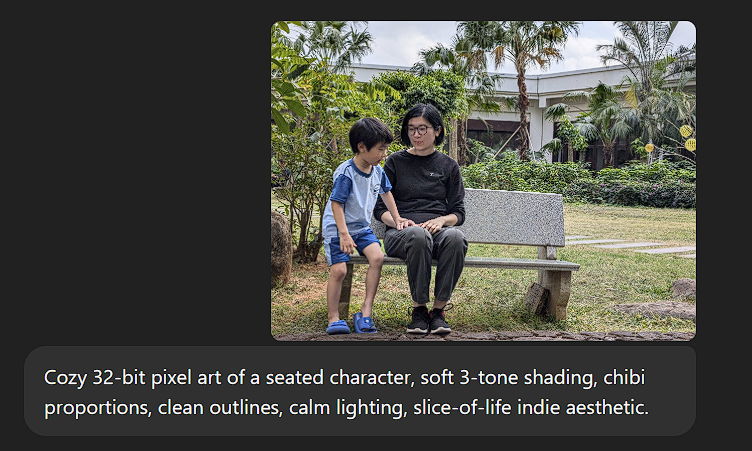 Cozy 32-bit pixel art of a seated character, soft 3-tone shading, chibi
proportions, clean outlines, calm lighting, slice-of-life indie aesthetic.